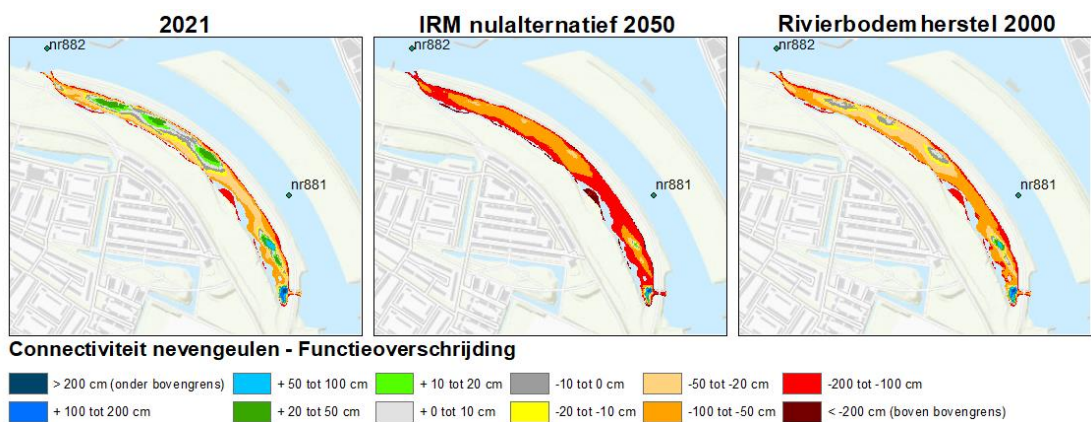 2021
IRM nulalternatief 2050
Rivierbodemherstel 2000
nr882
nr882
nr882
nr881
nr881
nr881
Connectiviteit nevengeulen - Functieoverschrijding
> 200 cm (onder bovengrens)
+ 50 tot 100 cm
+ 10 tot 20 cm
-10 to 0 cm
-50 tot -20 cm
-200 tot -100 cm
+ 100 tot 200 cm
+ 20 tot 50 cm
+ 0 tot 10 cm
-20 tot -10 cm
-100 tot -50 cm
< -200 cm (boven bovengrens)